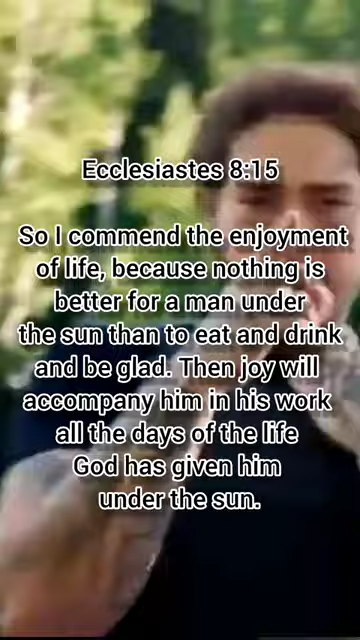 Ecclesiastes 8:15
So I commend the enjoyment
of life, because nothing is
better for a man under
the sun than to eat and drink
and be glad. Then joy will
accompany him in his work
all the days of the life
God has given him
under the sun.